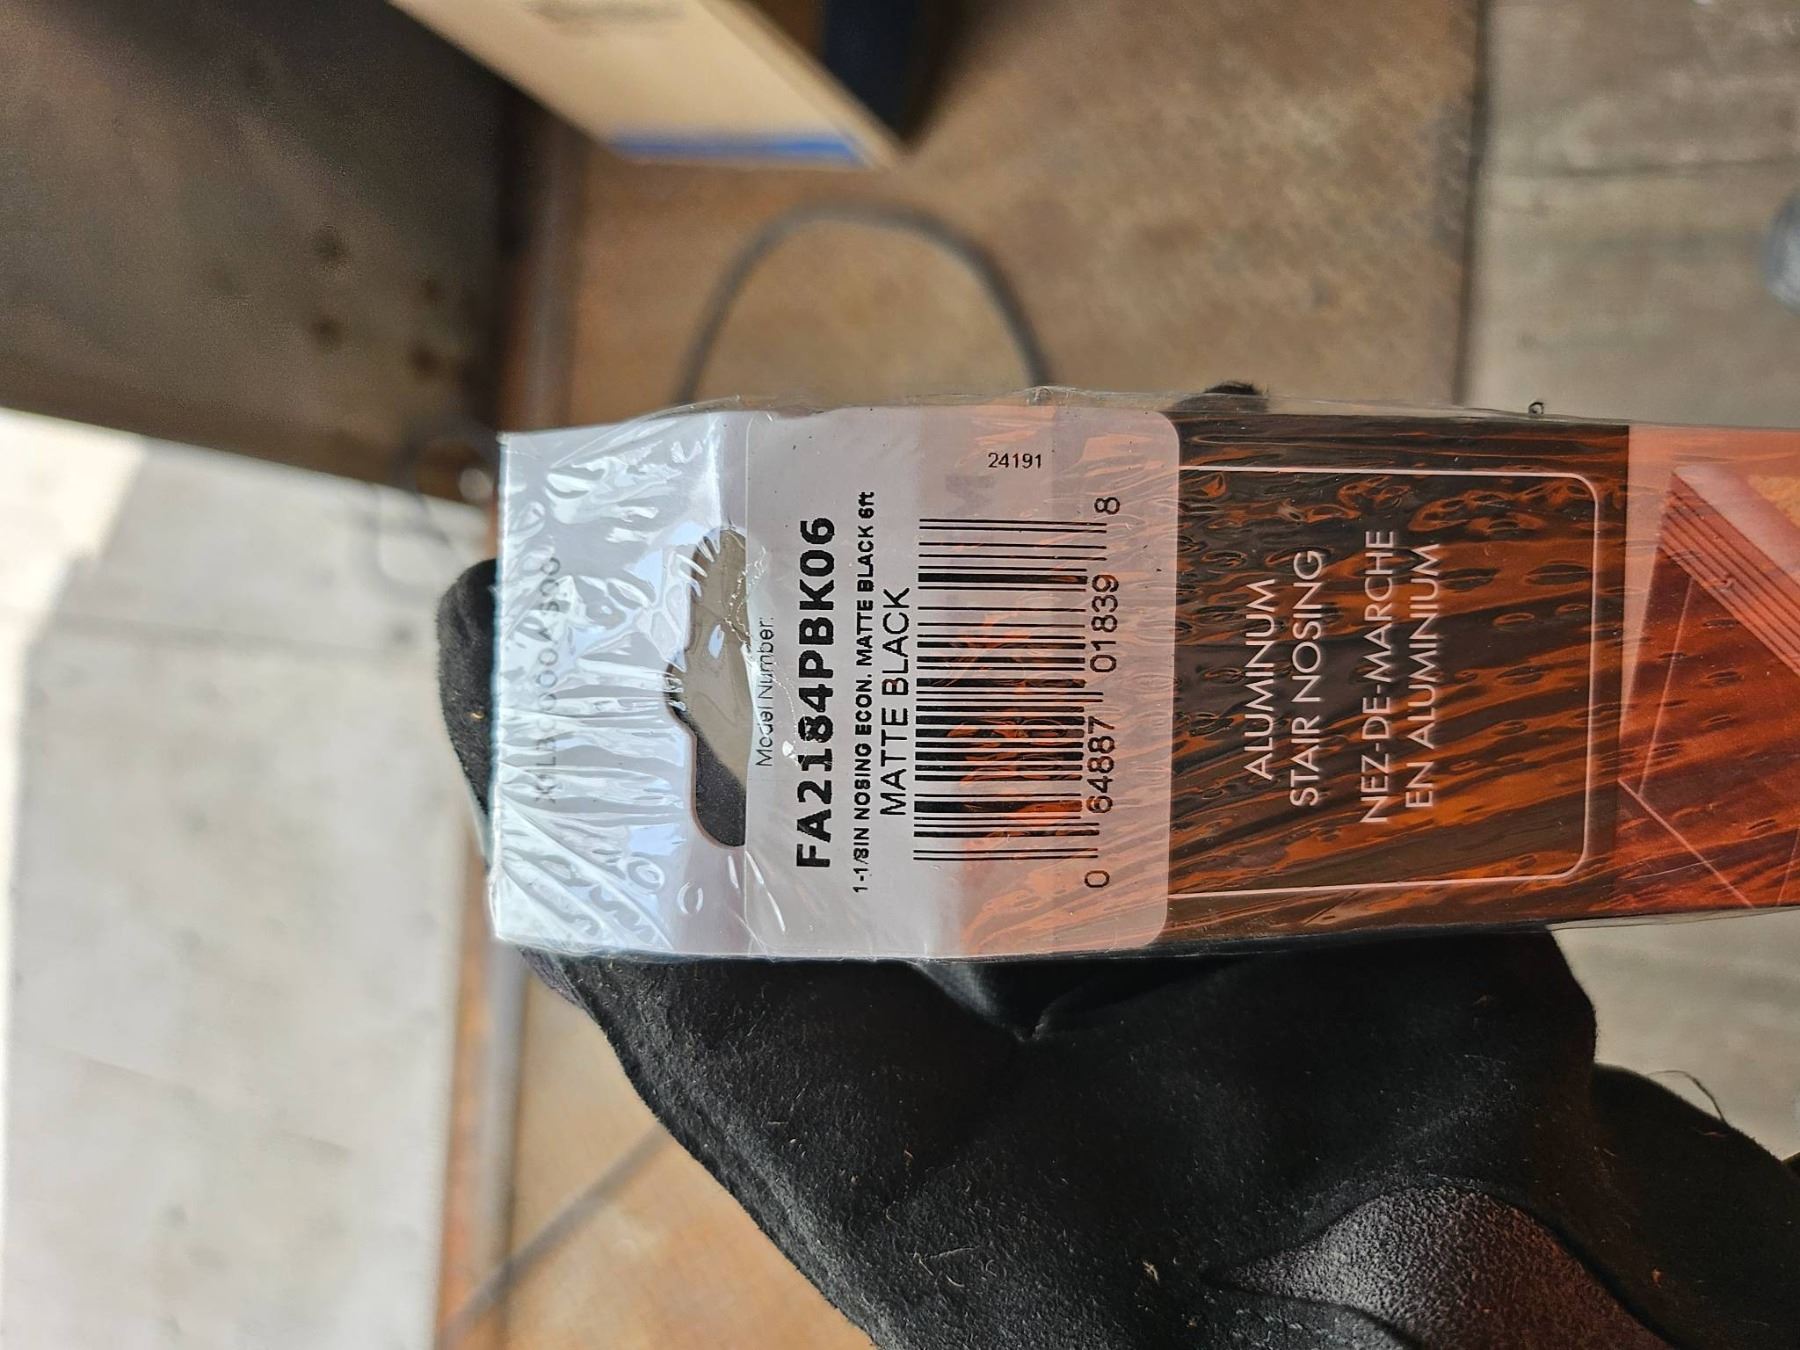 Model Number:
FA2184PBK06
1-1/8IN NOSING ECON. MATTE BLACK 6ft
MATTE BLACK
24191
0 64887 01839 8
ALUMINUM
STAIR NOSING
NEZ-DE-MARCHE
EN ALUMINIUM